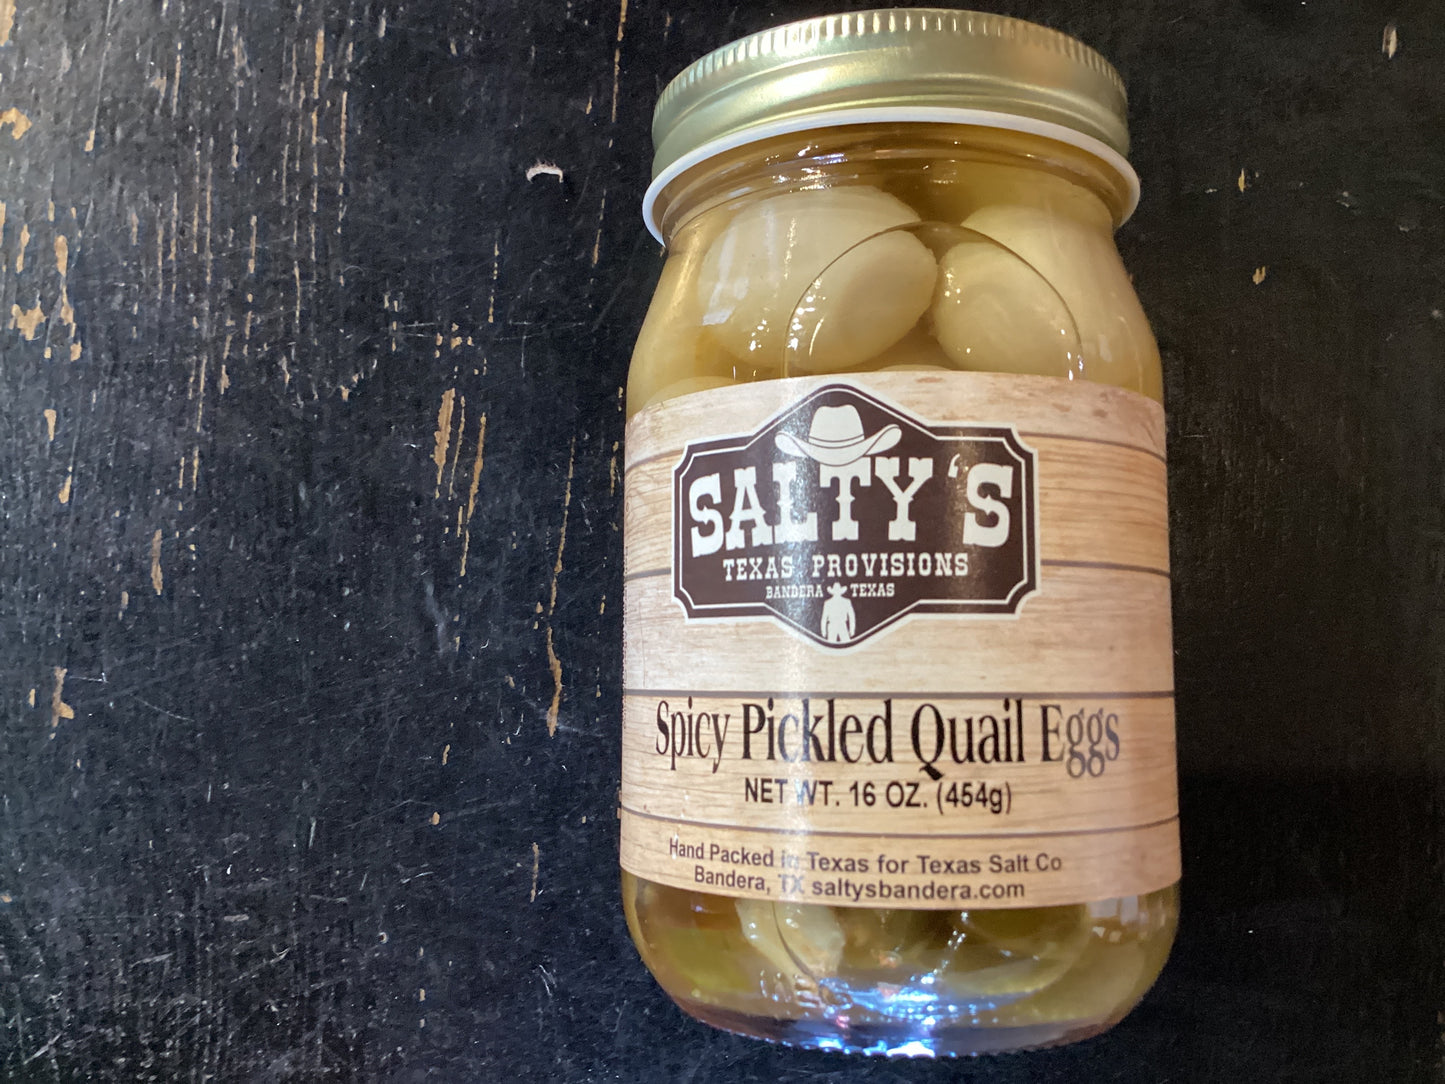 SALTY'S
TEXAS PROVISIONS
BANDERA TEXAS
Spicy Pickled Quail Eggs
NET WT. 16 OZ. (454g)
Hand Packed in Texas for Texas Salt Co
Bandera, TX saltysbandera.com